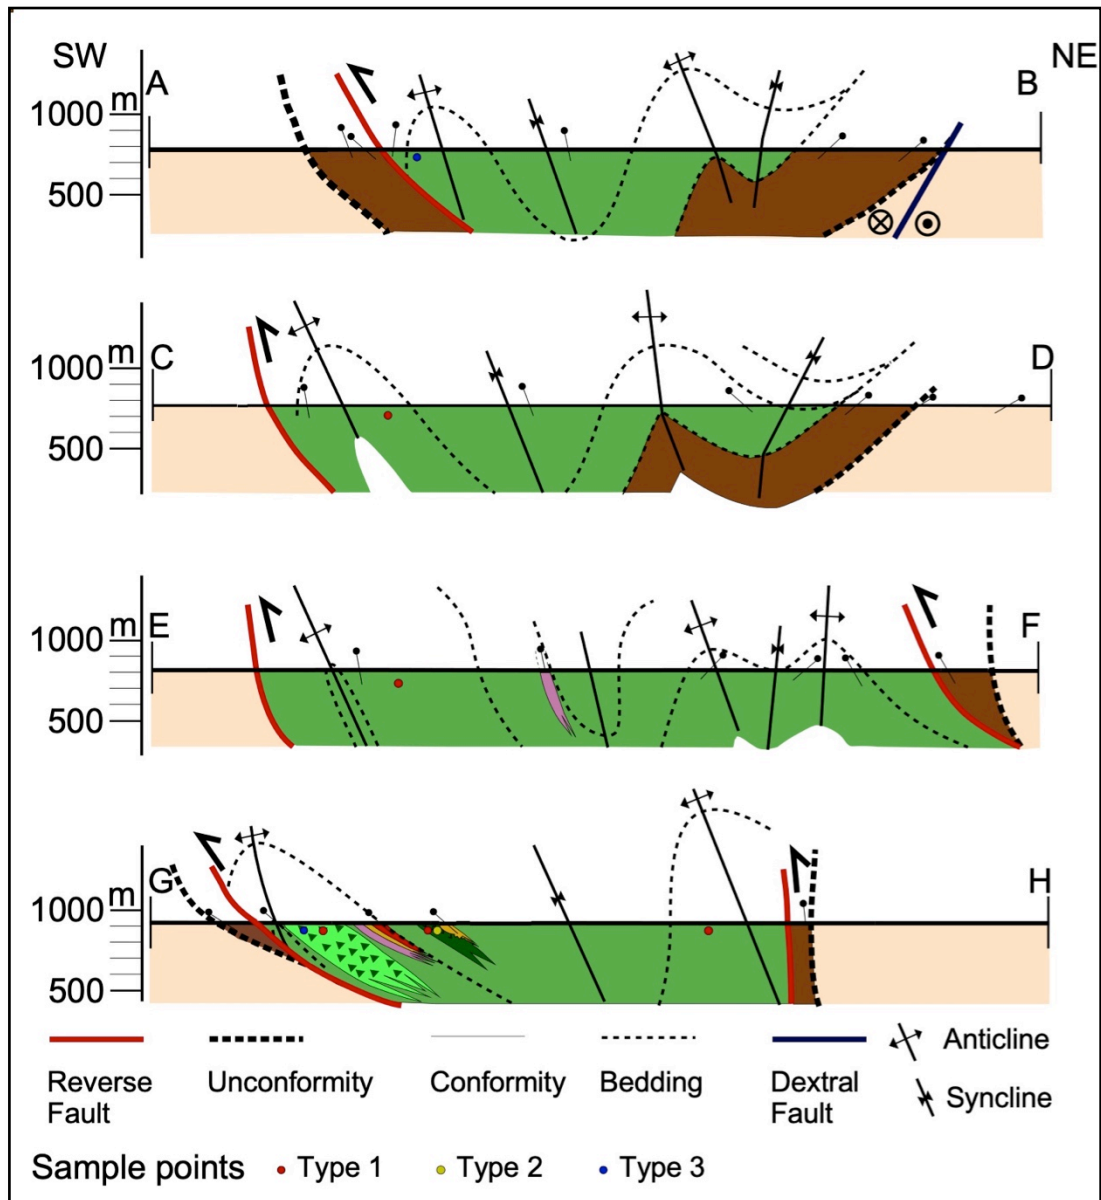 SW
NE
A
B
1000 m
500
C
D
1000 m
500
E
F
1000 m
500
G
H
1000 m
500
Reverse
Fault
Unconformity
Conformity
Bedding
Dextral
Fault
Anticline
Syncline
Sample points
Type 1
Type 2
Type 3